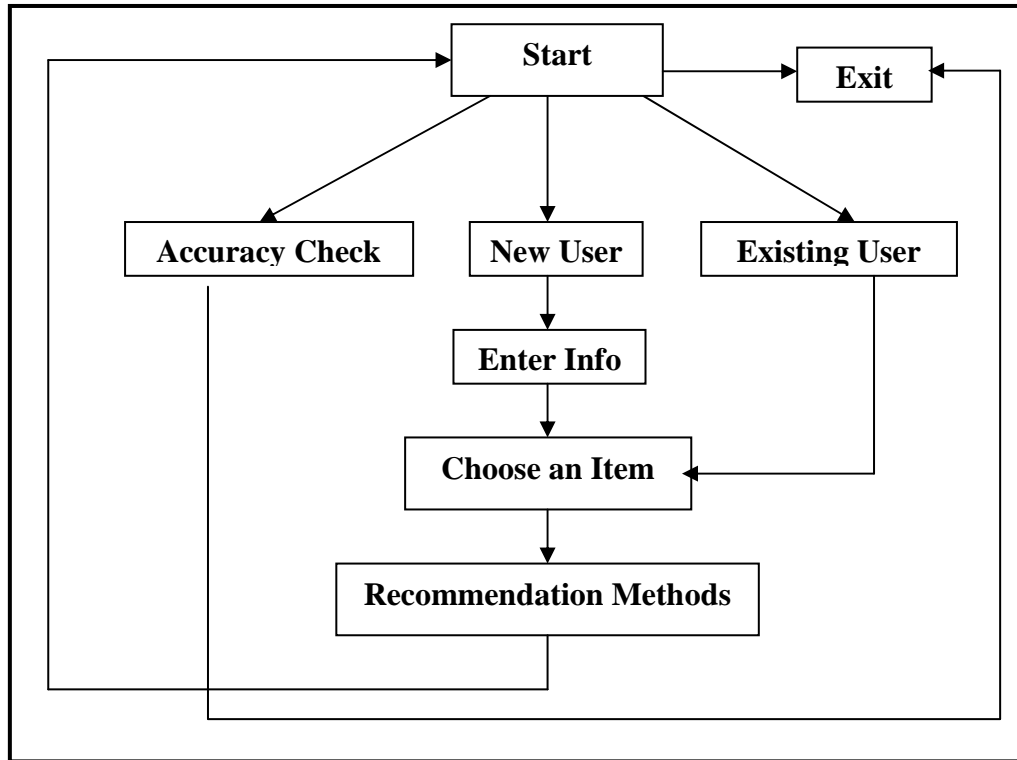 Start
Exit
Accuracy Check
New User
Existing User
Enter Info
Choose an Item
Recommendation Methods